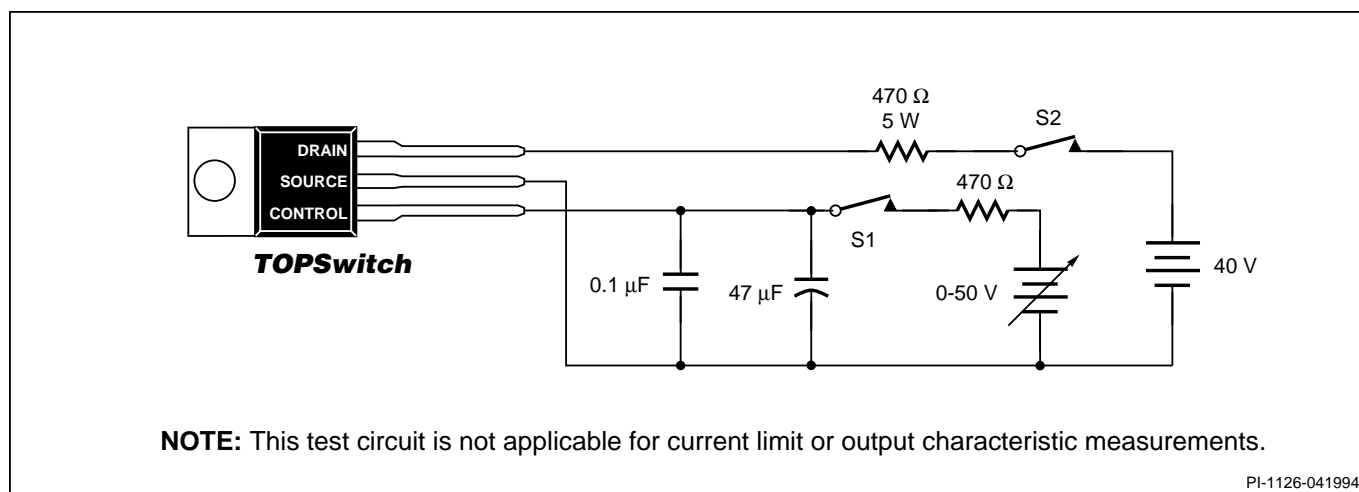 470 Ω
5 W
S2
DRAIN
SOURCE
CONTROL
TOPSwitch
470 Ω
S1
0.1 µF
47 µF
0-50 V
40 V
NOTE: This test circuit is not applicable for current limit or output characteristic measurements.
PI-1126-041994